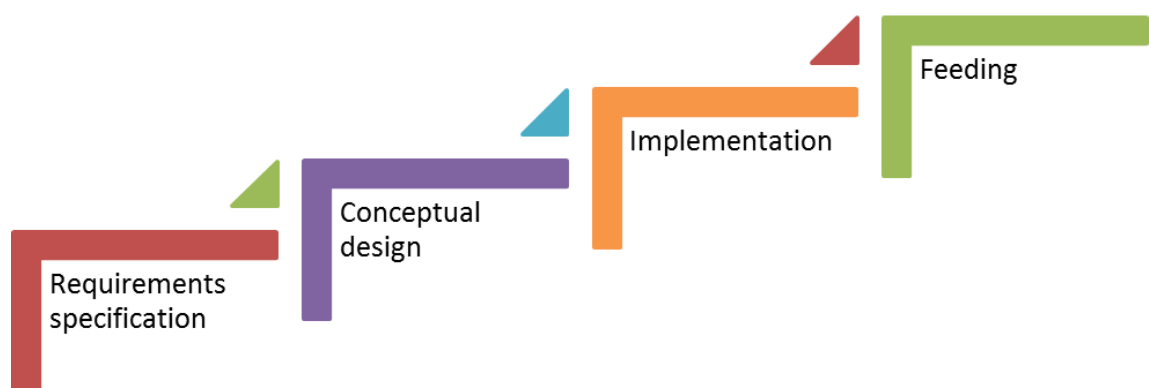 Requirements
specification
Conceptual
design
Implementation
Feeding